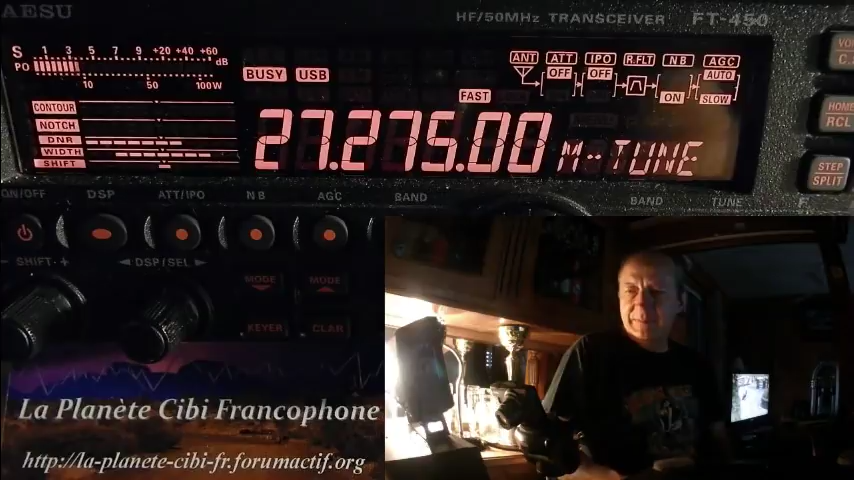 AESU
HF/50MHz TRANSCEIVER FT-450
S 1 3 5 7 9 +20 +40 +60 dB
PO 10 50 100W
BUSY USB
ANT ATT IPO R.FLT NB AGC
OFF OFF AUTO
ON SLOW
FAST
CONTOUR
NOTCH
DNR
WIDTH
SHIFT
27.275.00 M-TUNE
HOME
RCL
STEP
SPLIT
ON/OFF DSP ATT/IPO NB AGC BAND BAND TUNE F
-SHIFT+ ◄DSP/SEL►
MODE MODE
KEYER CLAR
La Planète Cibi Francophone
http://la-planete-cibi-fr.forumactif.org